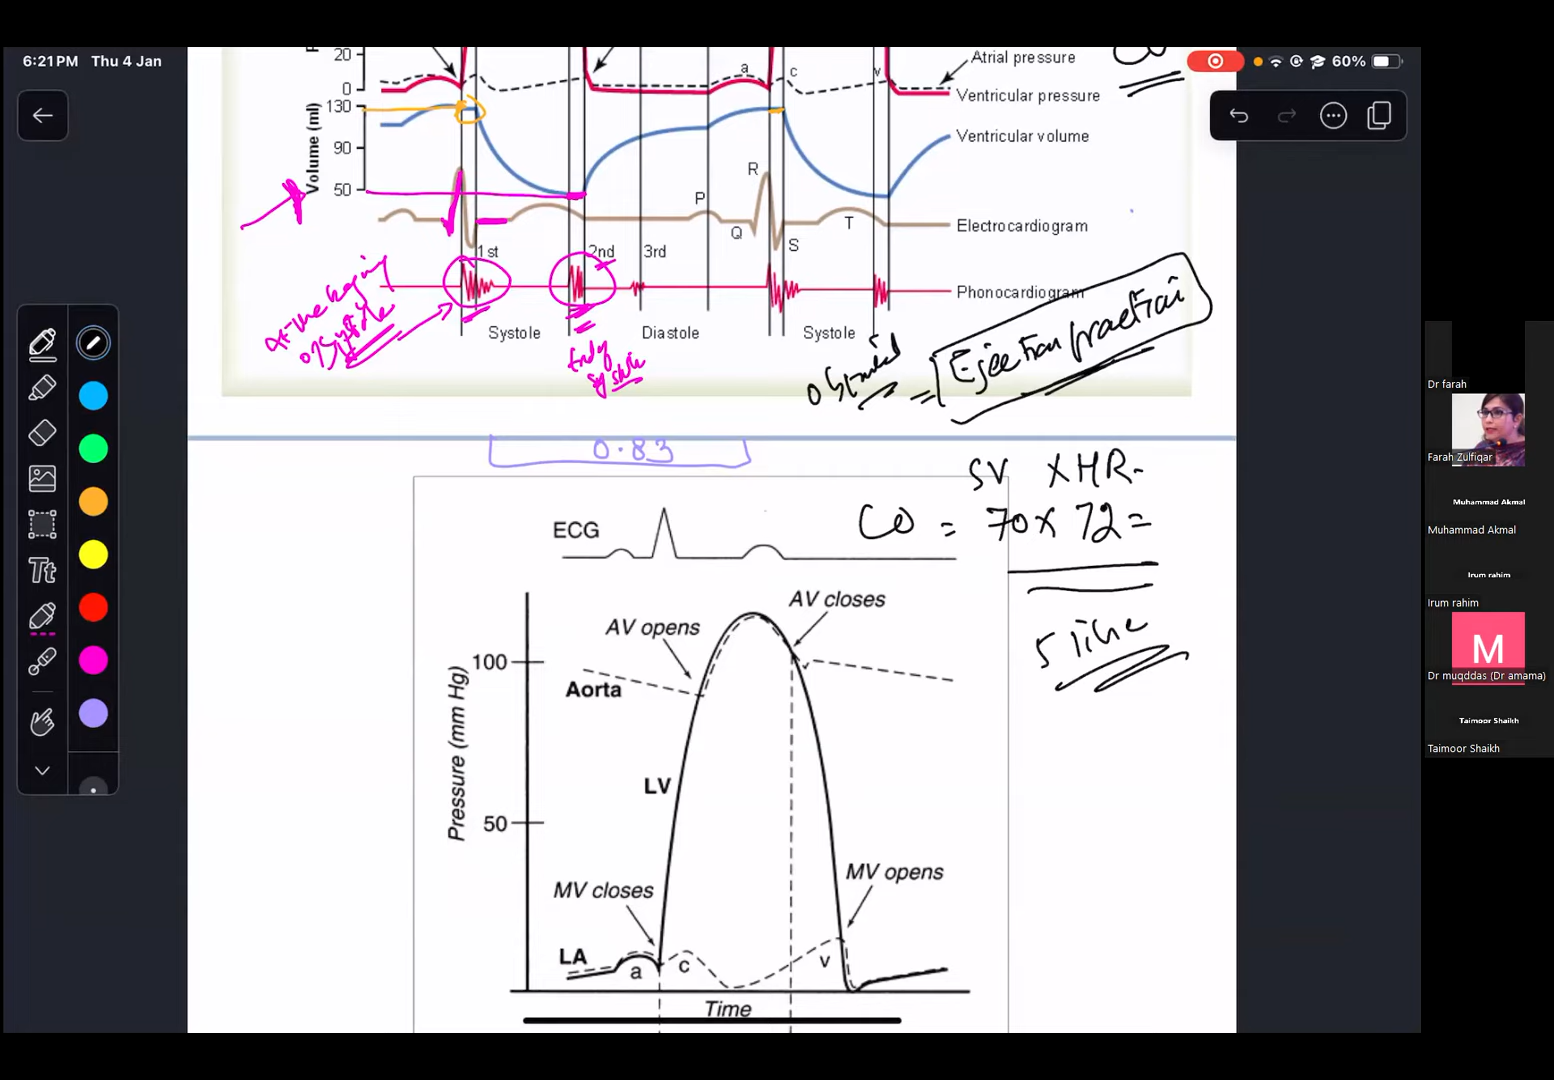 6:21 PM Thu 4 Jan
60%
20
0
Atrial pressure
a
c
v
Ventricular pressure
130
90
50
Volume (ml)
Ventricular volume
R
P
Q
S
T
Electrocardiogram
1st
2nd
3rd
Phonocardiogram
Systole
Diastole
Systole
End of
systole
= Ejection fraction
0.83
SV X HR
CO = 70 x 72 =
ECG
AV closes
AV opens
5 litre
100
Aorta
Pressure (mm Hg)
LV
50
MV opens
MV closes
LA
a
c
v
Time
Tt
Dr farah
Farah Zulfiqar
Muhammad Akmal
Muhammad Akmal
Irum rahim
Irum rahim
M
Dr muqddas (Dr amama)
Taimoor Shaikh
Taimoor Shaikh